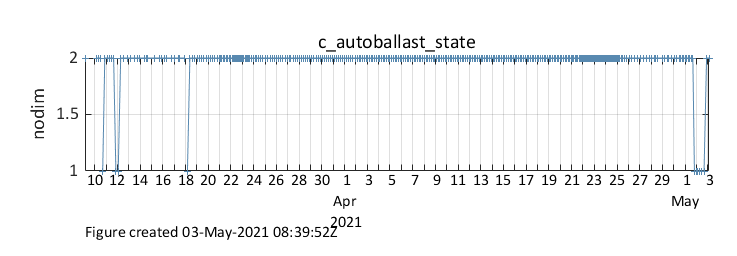 c_autoballast_state
nodim
2
1.5
1
10 12 14 16 18 20 22 24 26 28 30 1 3 5 7 9 11 13 15 17 19 21 23 25 27 29 1 3
Apr May
2021
Figure created 03-May-2021 08:39:52Z